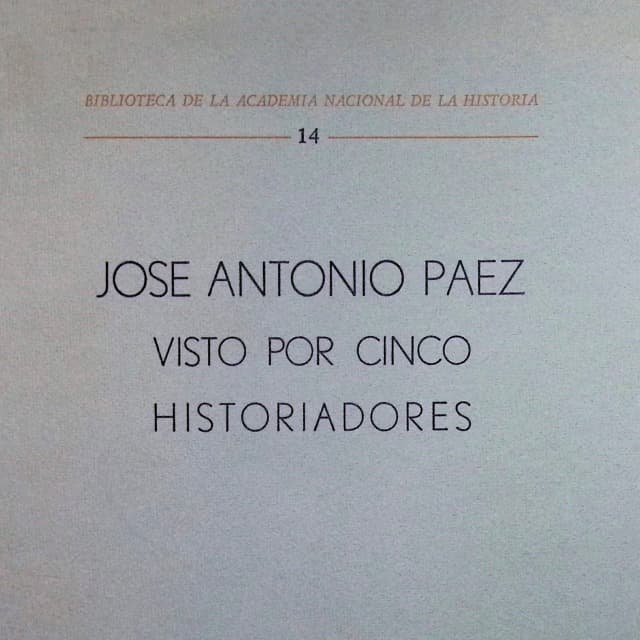 BIBLIOTECA DE LA ACADEMIA NACIONAL DE LA HISTORIA
14
JOSE ANTONIO PAEZ
VISTO POR CINCO
HISTORIADORES